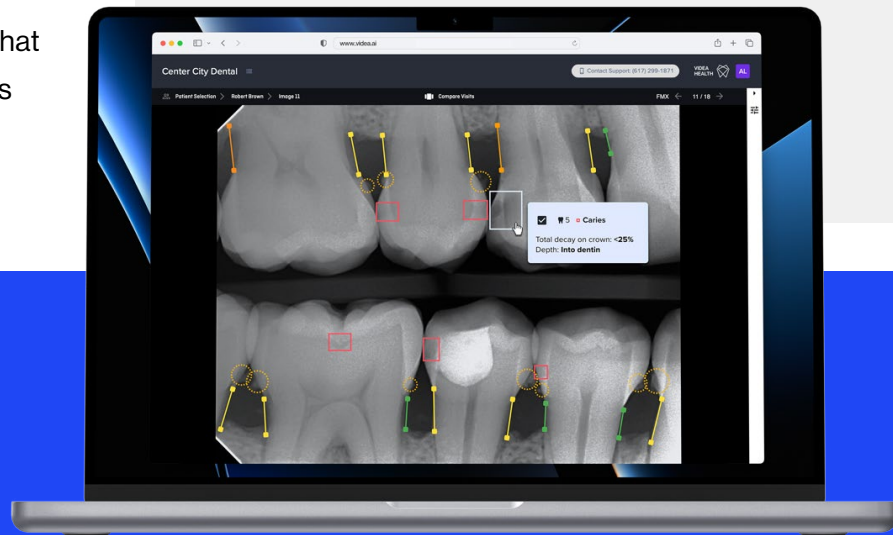 hat
s
www.videa.ai
Center City Dental
Contact Support: (617) 299-1871
VIDEA HEALTH
AL
Patient Selection > Robert Brown > Image 11
Compare Visits
FMX ← 11 / 18 →
5 Caries
Total decay on crown: <25%
Depth: Into dentin